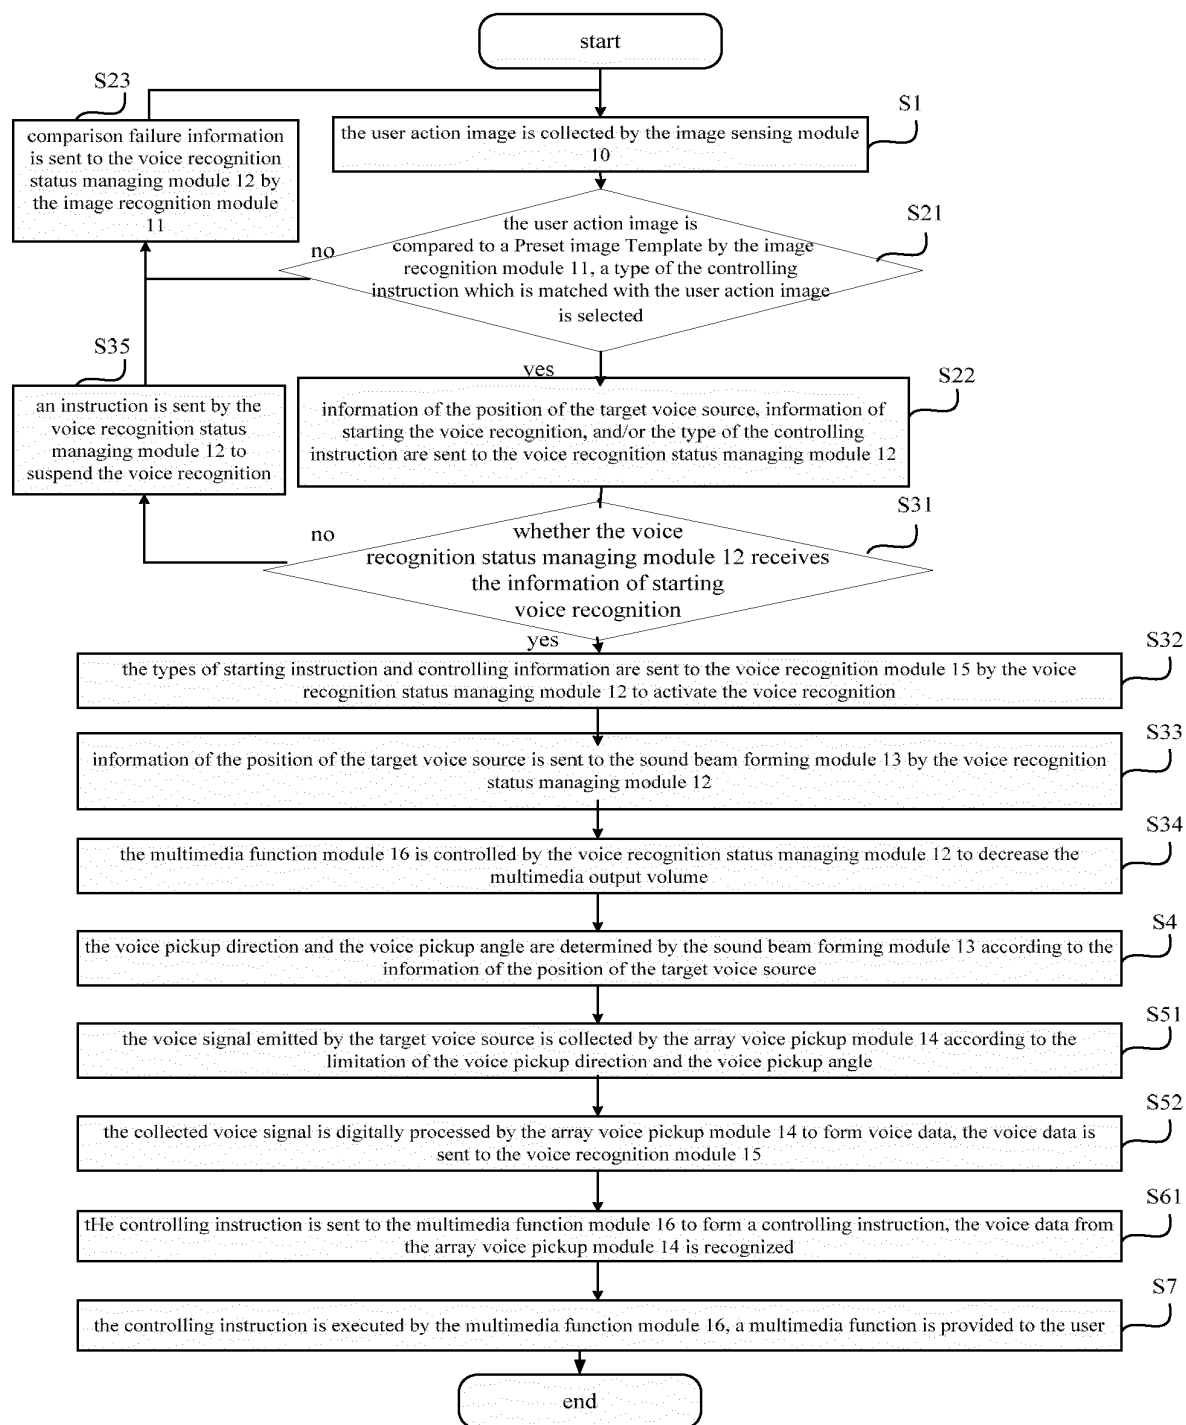 start
S23
comparison failure information
is sent to the voice recognition
status managing module 12 by
the image recognition module
11
S1
the user action image is collected by the image sensing module
10
S21
the user action image is
compared to a Preset image Template by the image
recognition module 11, a type of the controlling
instruction which is matched with the user action image
is selected
no
yes
S35
an instruction is sent by the
voice recognition status
managing module 12 to
suspend the voice recognition
S22
information of the position of the target voice source, information of
starting the voice recognition, and/or the type of the controlling
instruction are sent to the voice recognition status managing module 12
S31
whether the voice
recognition status managing module 12 receives
the information of starting
voice recognition
no
yes
S32
the types of starting instruction and controlling information are sent to the voice recognition module 15 by the voice
recognition status managing module 12 to activate the voice recognition
S33
information of the position of the target voice source is sent to the sound beam forming module 13 by the voice recognition
status managing module 12
S34
the multimedia function module 16 is controlled by the voice recognition status managing module 12 to decrease the
multimedia output volume
S4
the voice pickup direction and the voice pickup angle are determined by the sound beam forming module 13 according to the
information of the position of the target voice source
S51
the voice signal emitted by the target voice source is collected by the array voice pickup module 14 according to the
limitation of the voice pickup direction and the voice pickup angle
S52
the collected voice signal is digitally processed by the array voice pickup module 14 to form voice data, the voice data is
sent to the voice recognition module 15
S61
tHe controlling instruction is sent to the multimedia function module 16 to form a controlling instruction, the voice data from
the array voice pickup module 14 is recognized
S7
the controlling instruction is executed by the multimedia function module 16, a multimedia function is provided to the user
end